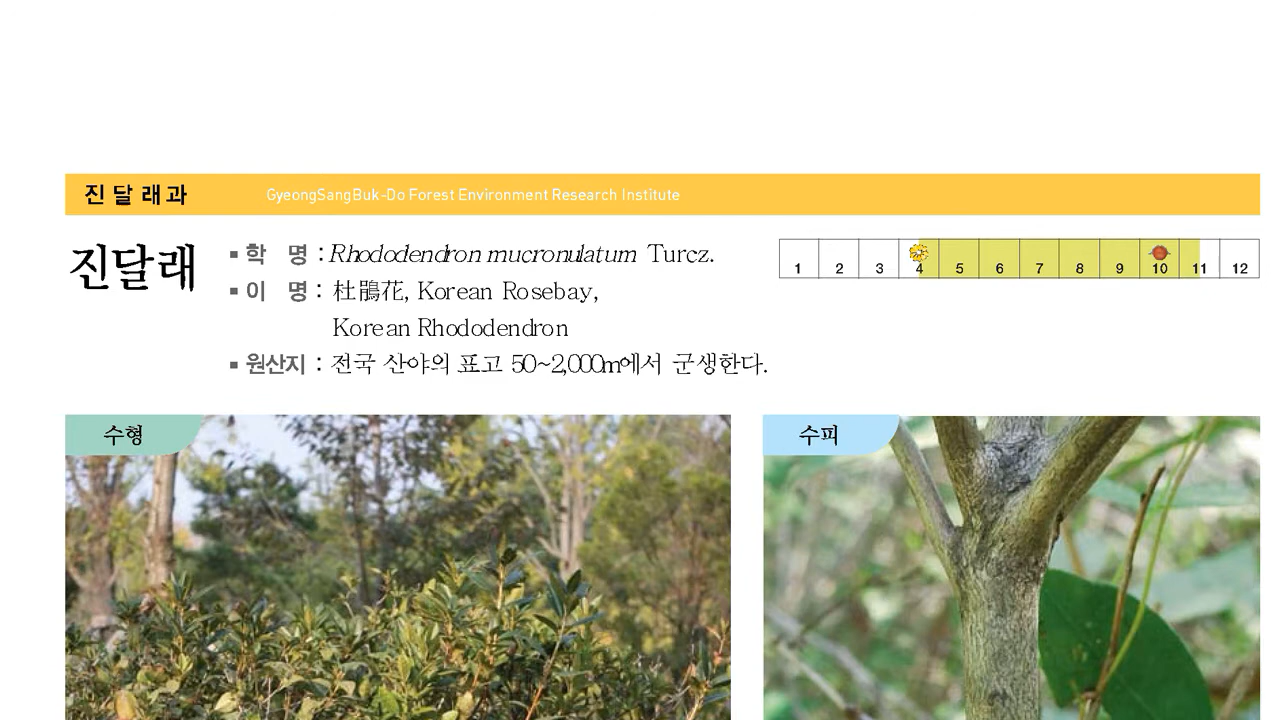 진달래과 GyeongSangBuk-Do Forest Environment Research Institute
진달래
학 명 : Rhododendron mucronulatum Turcz.
이 명 : 杜鵑花, Korean Rosebay,
Korean Rhododendron
원산지 : 전국 산야의 표고 50~2,000m에서 군생한다.
1 2 3 4 5 6 7 8 9 10 11 12
수형
수피